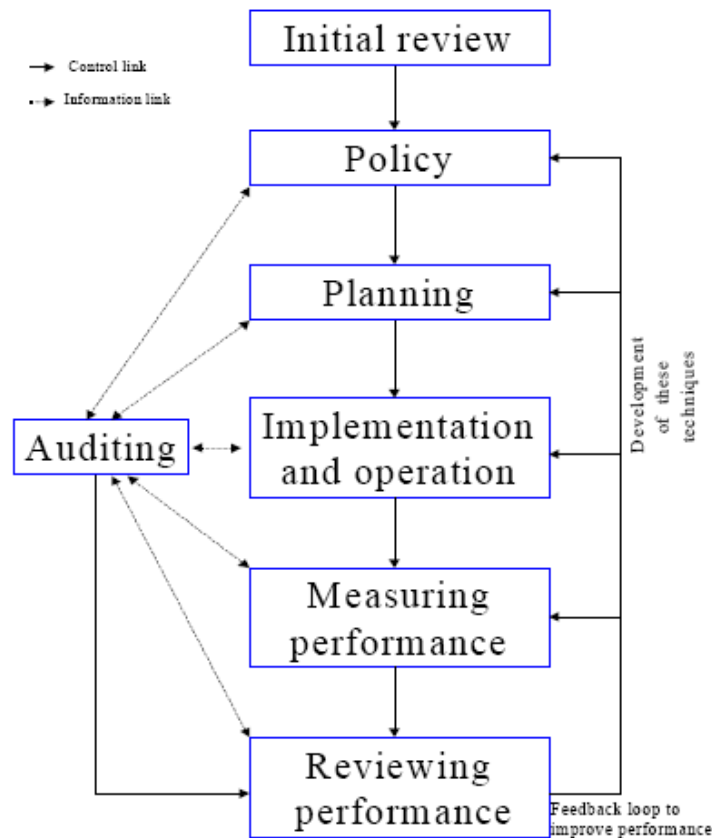 Initial review
Control link
Information link
Policy
Planning
Development
of these
techniques
Auditing
Implementation
and operation
Measuring
performance
Reviewing
performance
Feedback loop to
improve performance